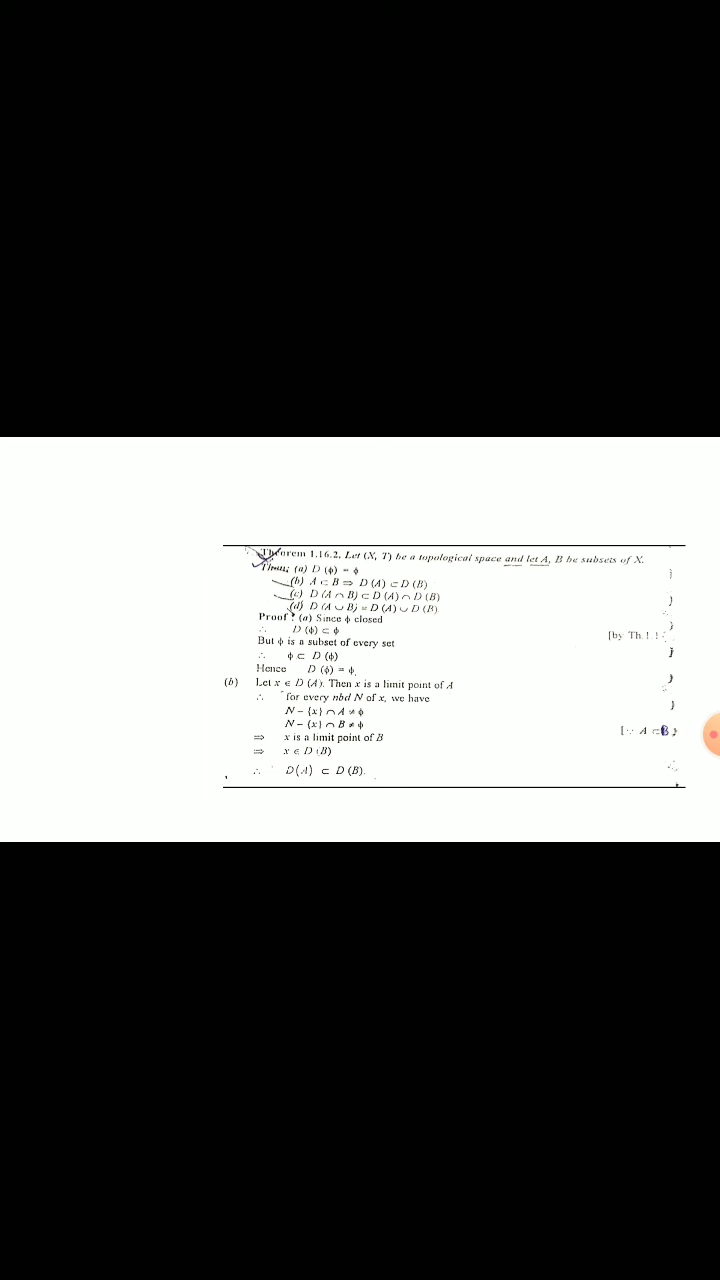 Theorem 1.16.2. Let (X, T) be a topological space and let A, B be subsets of X.
Then; (a) D (ϕ) = ϕ
(b) A ⊂ B ⇒ D (A) ⊂ D (B)
(c) D (A ∩ B) ⊂ D (A) ∩ D (B)
(d) D (A ∪ B) = D (A) ∪ D (B).
Proof : (a) Since ϕ closed
∴ D (ϕ) ⊂ ϕ [by Th.
But ϕ is a subset of every set
∴ ϕ ⊂ D (ϕ)
Hence D (ϕ) = ϕ.
(b) Let x ∈ D (A). Then x is a limit point of A
∴ for every nbd N of x, we have
N – {x} ∩ A ≠ ϕ
N – {x} ∩ B ≠ ϕ [∵ A ⊂ B]
⇒ x is a limit point of B
⇒ x ∈ D (B)
∴ D(A) ⊂ D (B).